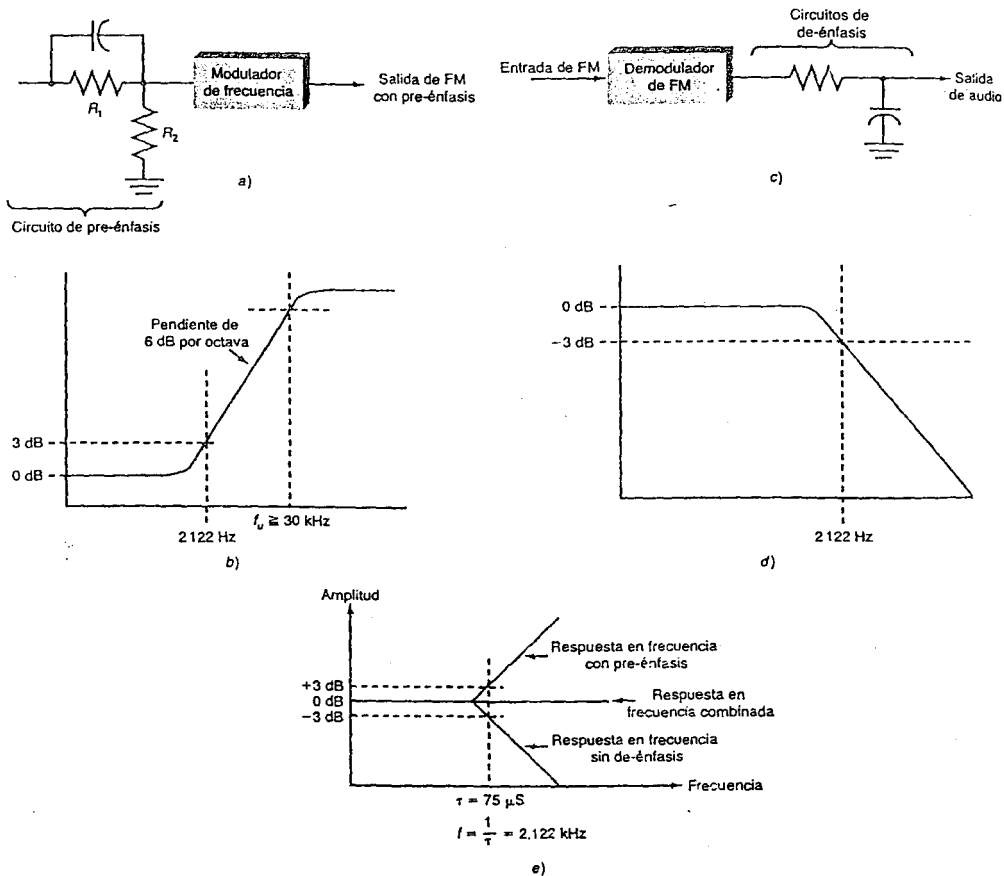 R₁
R₂
Modulador
de frecuencia
Salida de FM
con pre-énfasis
Circuito de pre-énfasis
a)
Circuitos de
de-énfasis
Entrada de FM
Demodulador
de FM
Salida
de audio
c)
Pendiente de
6 dB por octava
3 dB
0 dB
2 122 Hz
fᵤ ≧ 30 kHz
b)
0 dB
−3 dB
2 122 Hz
d)
Amplitud
+3 dB
0 dB
−3 dB
Respuesta en frecuencia
con pre-énfasis
Respuesta en
frecuencia combinada
Respuesta en frecuencia
sin de-énfasis
Frecuencia
τ = 75 μS
f = 1/τ = 2.122 kHz
e)